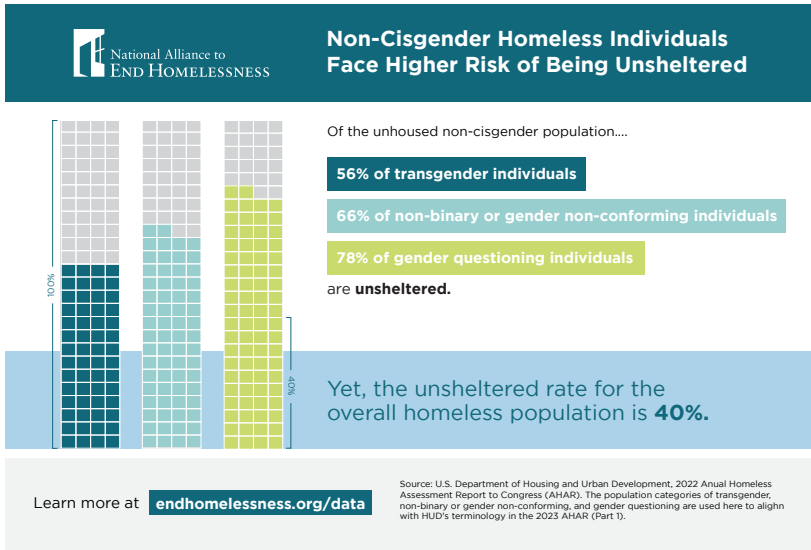 National Alliance to
END HOMELESSNESS
Non-Cisgender Homeless Individuals
Face Higher Risk of Being Unsheltered
100%
40%
Of the unhoused non-cisgender population....
56% of transgender individuals
66% of non-binary or gender non-conforming individuals
78% of gender questioning individuals
are unsheltered.
Yet, the unsheltered rate for the
overall homeless population is 40%.
Learn more at endhomelessness.org/data
Source: U.S. Department of Housing and Urban Development, 2022 Anual Homeless
Assessment Report to Congress (AHAR). The population categories of transgender,
non-binary or gender non-conforming, and gender questioning are used here to alighn
with HUD's terminology in the 2023 AHAR (Part 1).